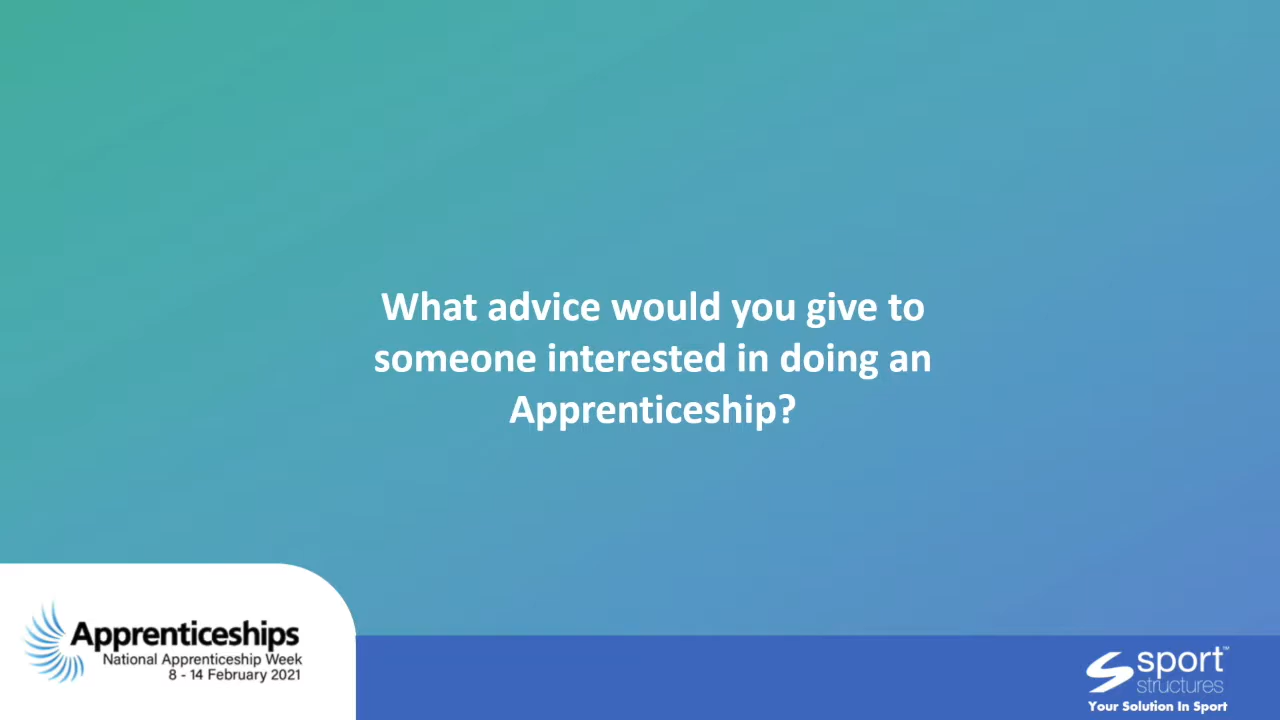 What advice would you give to
someone interested in doing an
Apprenticeship?
Apprenticeships
National Apprenticeship Week
8 - 14 February 2021
sport™
structures
Your Solution In Sport